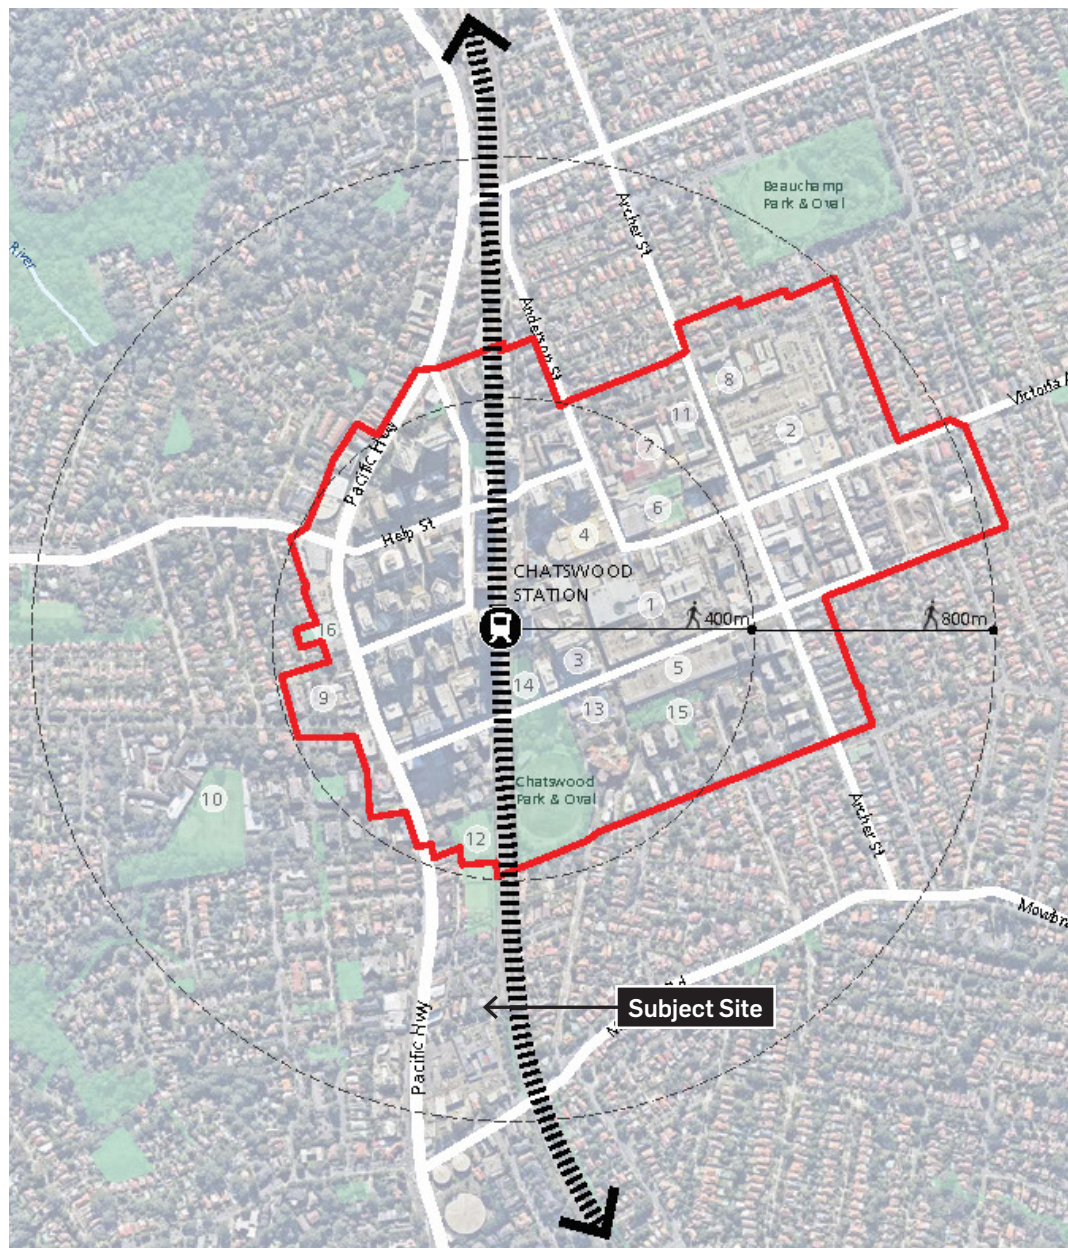 Beauchamp
Park & Oval
Archer St
River
Anderson St
Victoria A
8
11
2
7
Pacific Hwy
6
Help St
4
CHATSWOOD
STATION
1
400m
800m
16
3
5
14
9
13
15
Chatswood
Park & Oval
10
12
Archer St
Mowbra
Subject Site
Pacific Hwy